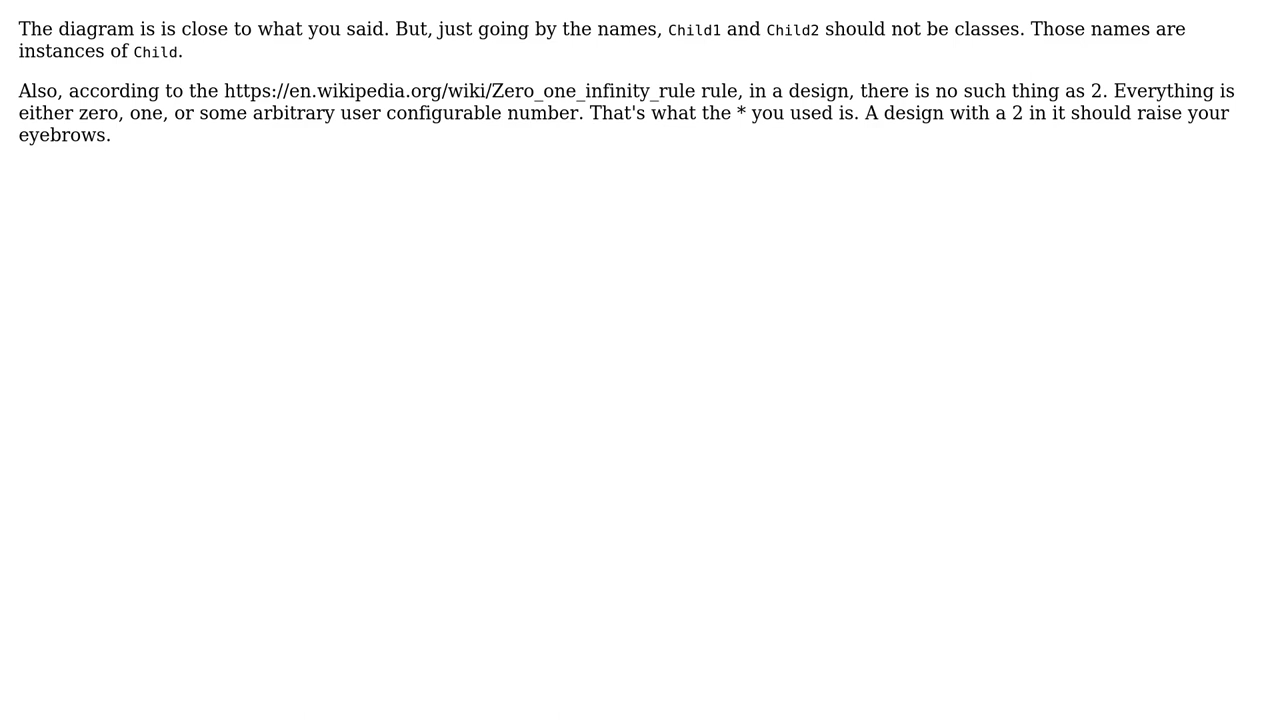 The diagram is is close to what you said. But, just going by the names, Child1 and Child2 should not be classes. Those names are
instances of Child.
Also, according to the https://en.wikipedia.org/wiki/Zero_one_infinity_rule rule, in a design, there is no such thing as 2. Everything is
either zero, one, or some arbitrary user configurable number. That's what the * you used is. A design with a 2 in it should raise your
eyebrows.